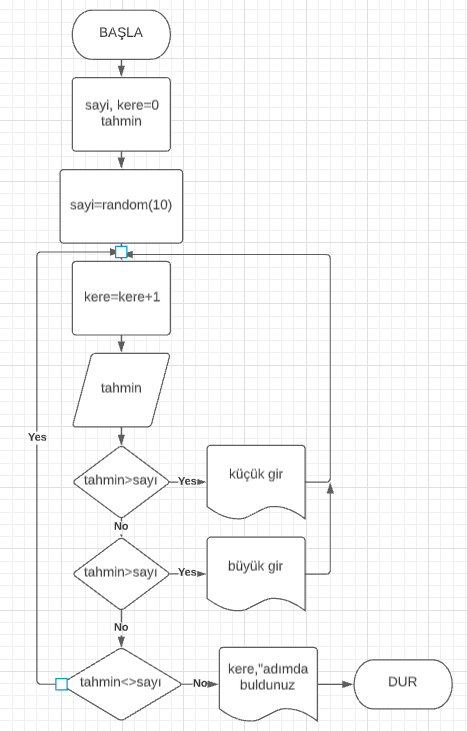 BAŞLA
sayi, kere=0
tahmin
sayi=random(10)
kere=kere+1
tahmin
Yes
tahmin>sayı
Yes
küçük gir
No
tahmin>sayı
Yes
büyük gir
No
tahmin<>sayı
No
kere,"adımda
buldunuz
DUR